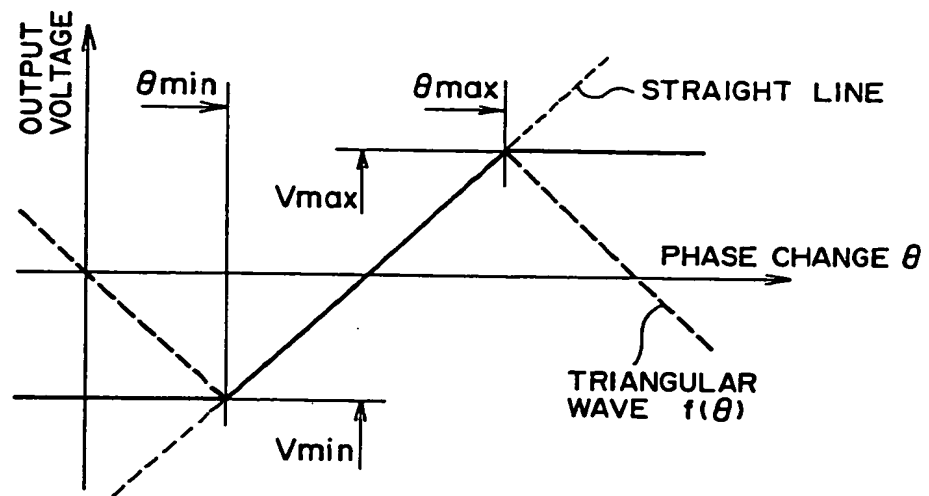 OUTPUT
VOLTAGE
θmin
θmax
STRAIGHT LINE
Vmax
PHASE CHANGE θ
TRIANGULAR
WAVE f(θ)
Vmin